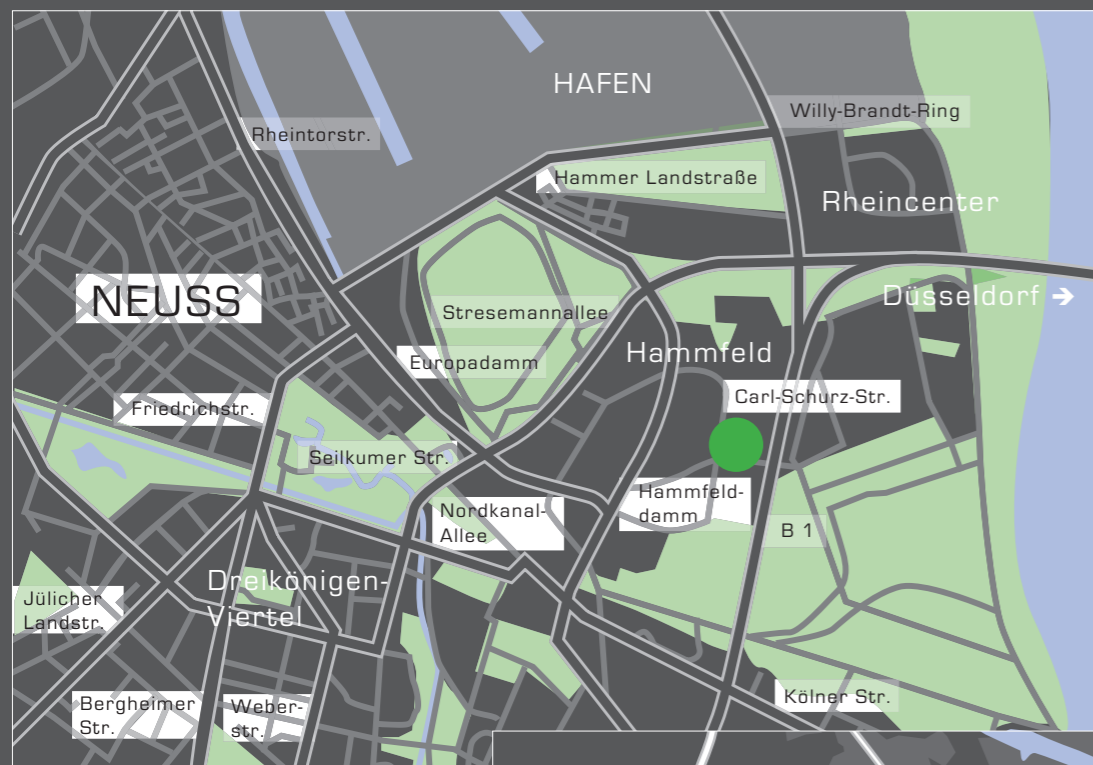 HAFEN
Willy-Brandt-Ring
Rheintorstr.
Hammer Landstraße
Rheincenter
NEUSS
Düsseldorf ➔
Stresemannallee
Hammfeld
Europadamm
Carl-Schurz-Str.
Friedrichstr.
Seilkumer Str.
Hammfeld-
damm
Nordkanal-
Allee
B 1
Dreikönigen-
Viertel
Jülicher
Landstr.
Kölner Str.
Bergheimer
Str.
Weber-
str.